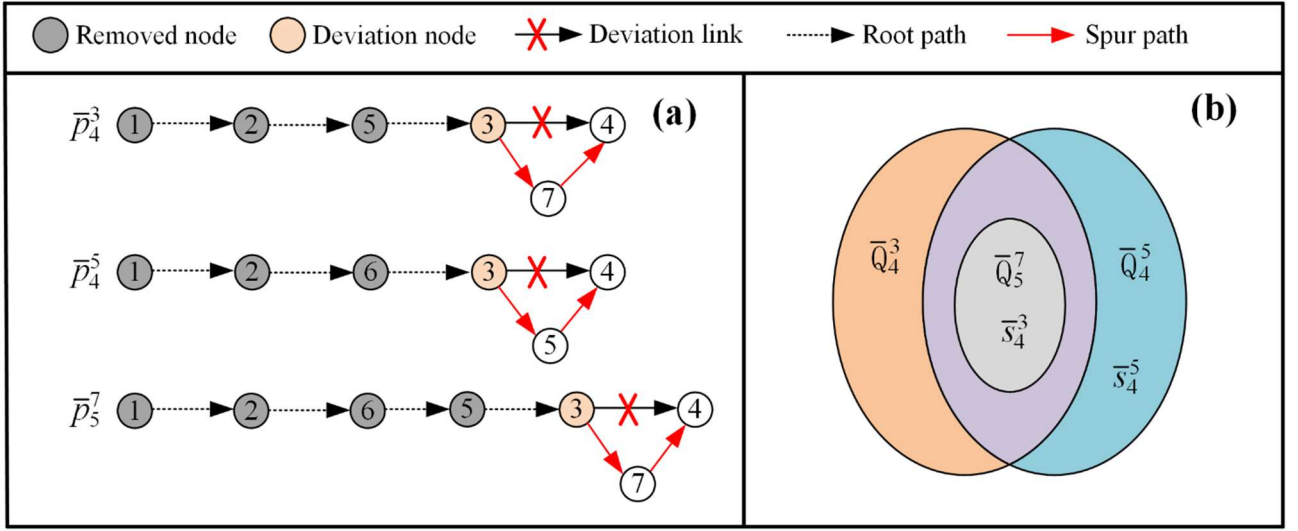 Removed node Deviation node Deviation link Root path Spur path
(a)
p̅₄³ 1 2 5 3 4
7
p̅₄⁵ 1 2 6 3 4
5
p̅₅⁷ 1 2 6 5 3 4
7
(b)
Q̅₄³ Q̅₅⁷ Q̅₄⁵
s̅₄³
s̅₄⁵